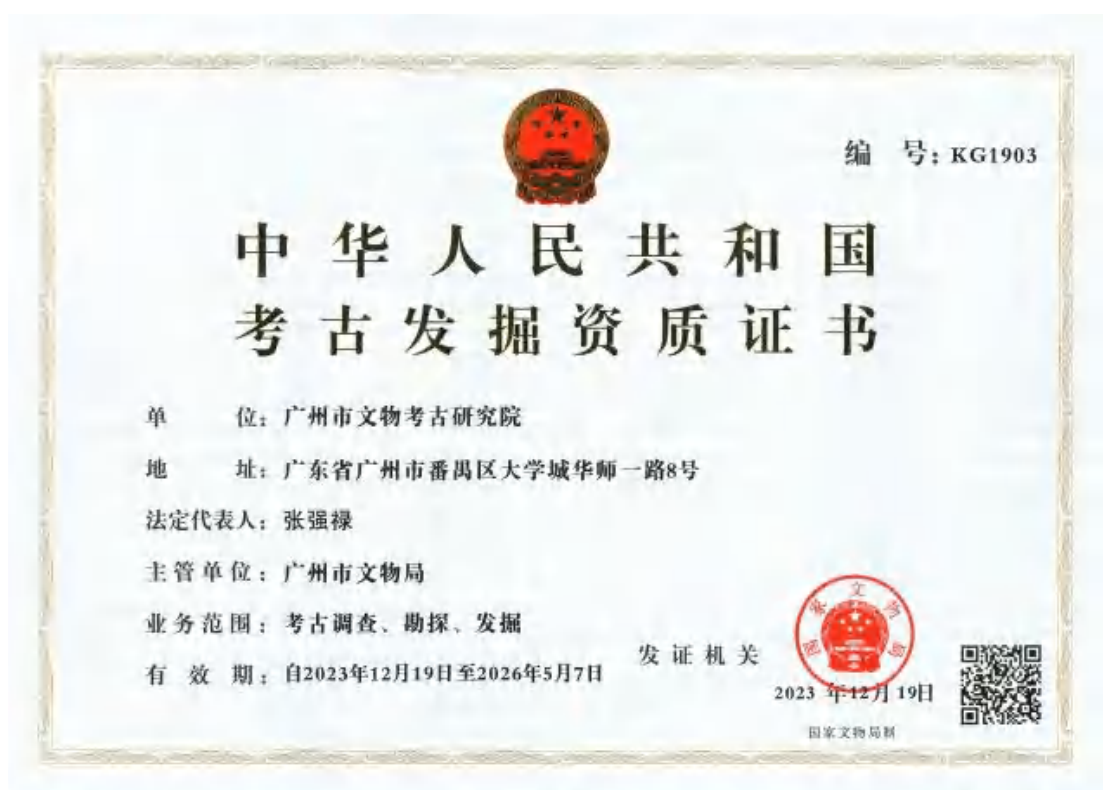 编 号：KG1903
中华人民共和国
考古发掘资质证书
单 位：广州市文物考古研究院
地 址：广东省广州市番禺区大学城华师一路8号
法定代表人：张强禄
主管单位：广州市文物局
业务范围：考古调查、勘探、发掘
有 效 期：自2023年12月19日至2026年5月7日
发证机关
国家文物局
2023 年12月 19日
国家文物局制